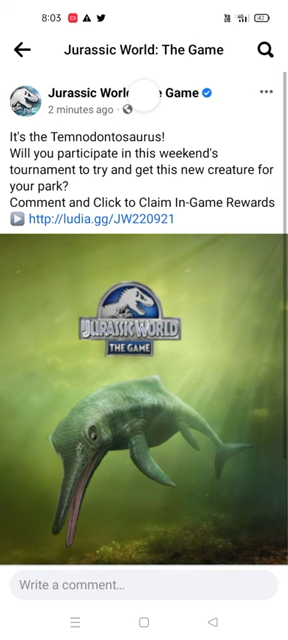 8:03
42
Jurassic World: The Game
Jurassic World e Game
2 minutes ago ·
It's the Temnodontosaurus!
Will you participate in this weekend's
tournament to try and get this new creature for
your park?
Comment and Click to Claim In-Game Rewards
http://ludia.gg/JW220921
JURASSIC WORLD
THE GAME
Write a comment...